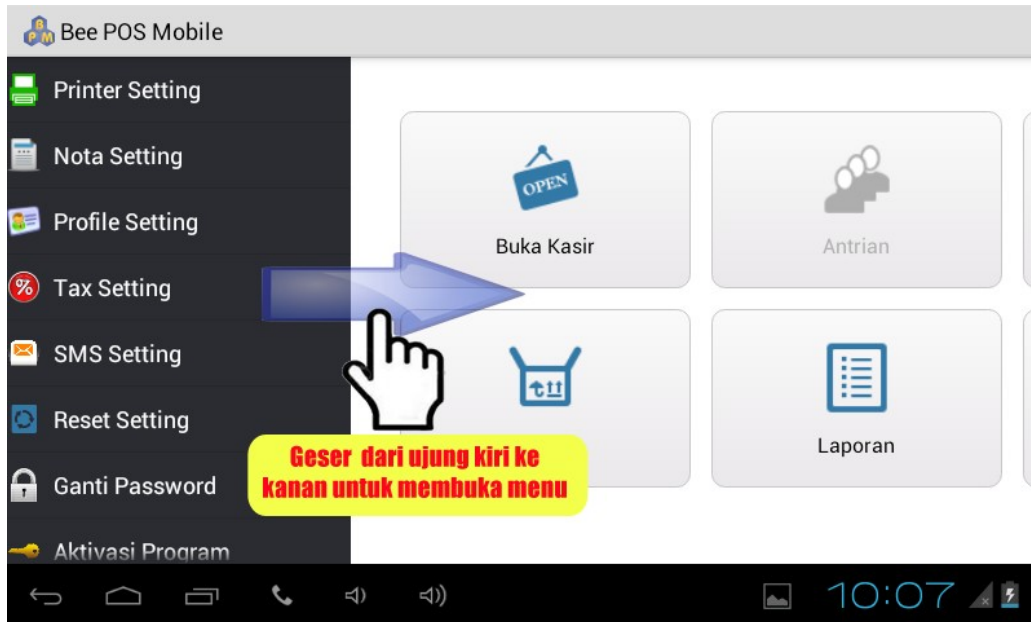 Bee POS Mobile
Printer Setting
Nota Setting
Profile Setting
Tax Setting
SMS Setting
Reset Setting
Ganti Password
Aktivasi Program
OPEN
Buka Kasir
Antrian
Laporan
Geser dari ujung kiri ke
kanan untuk membuka menu
10:07